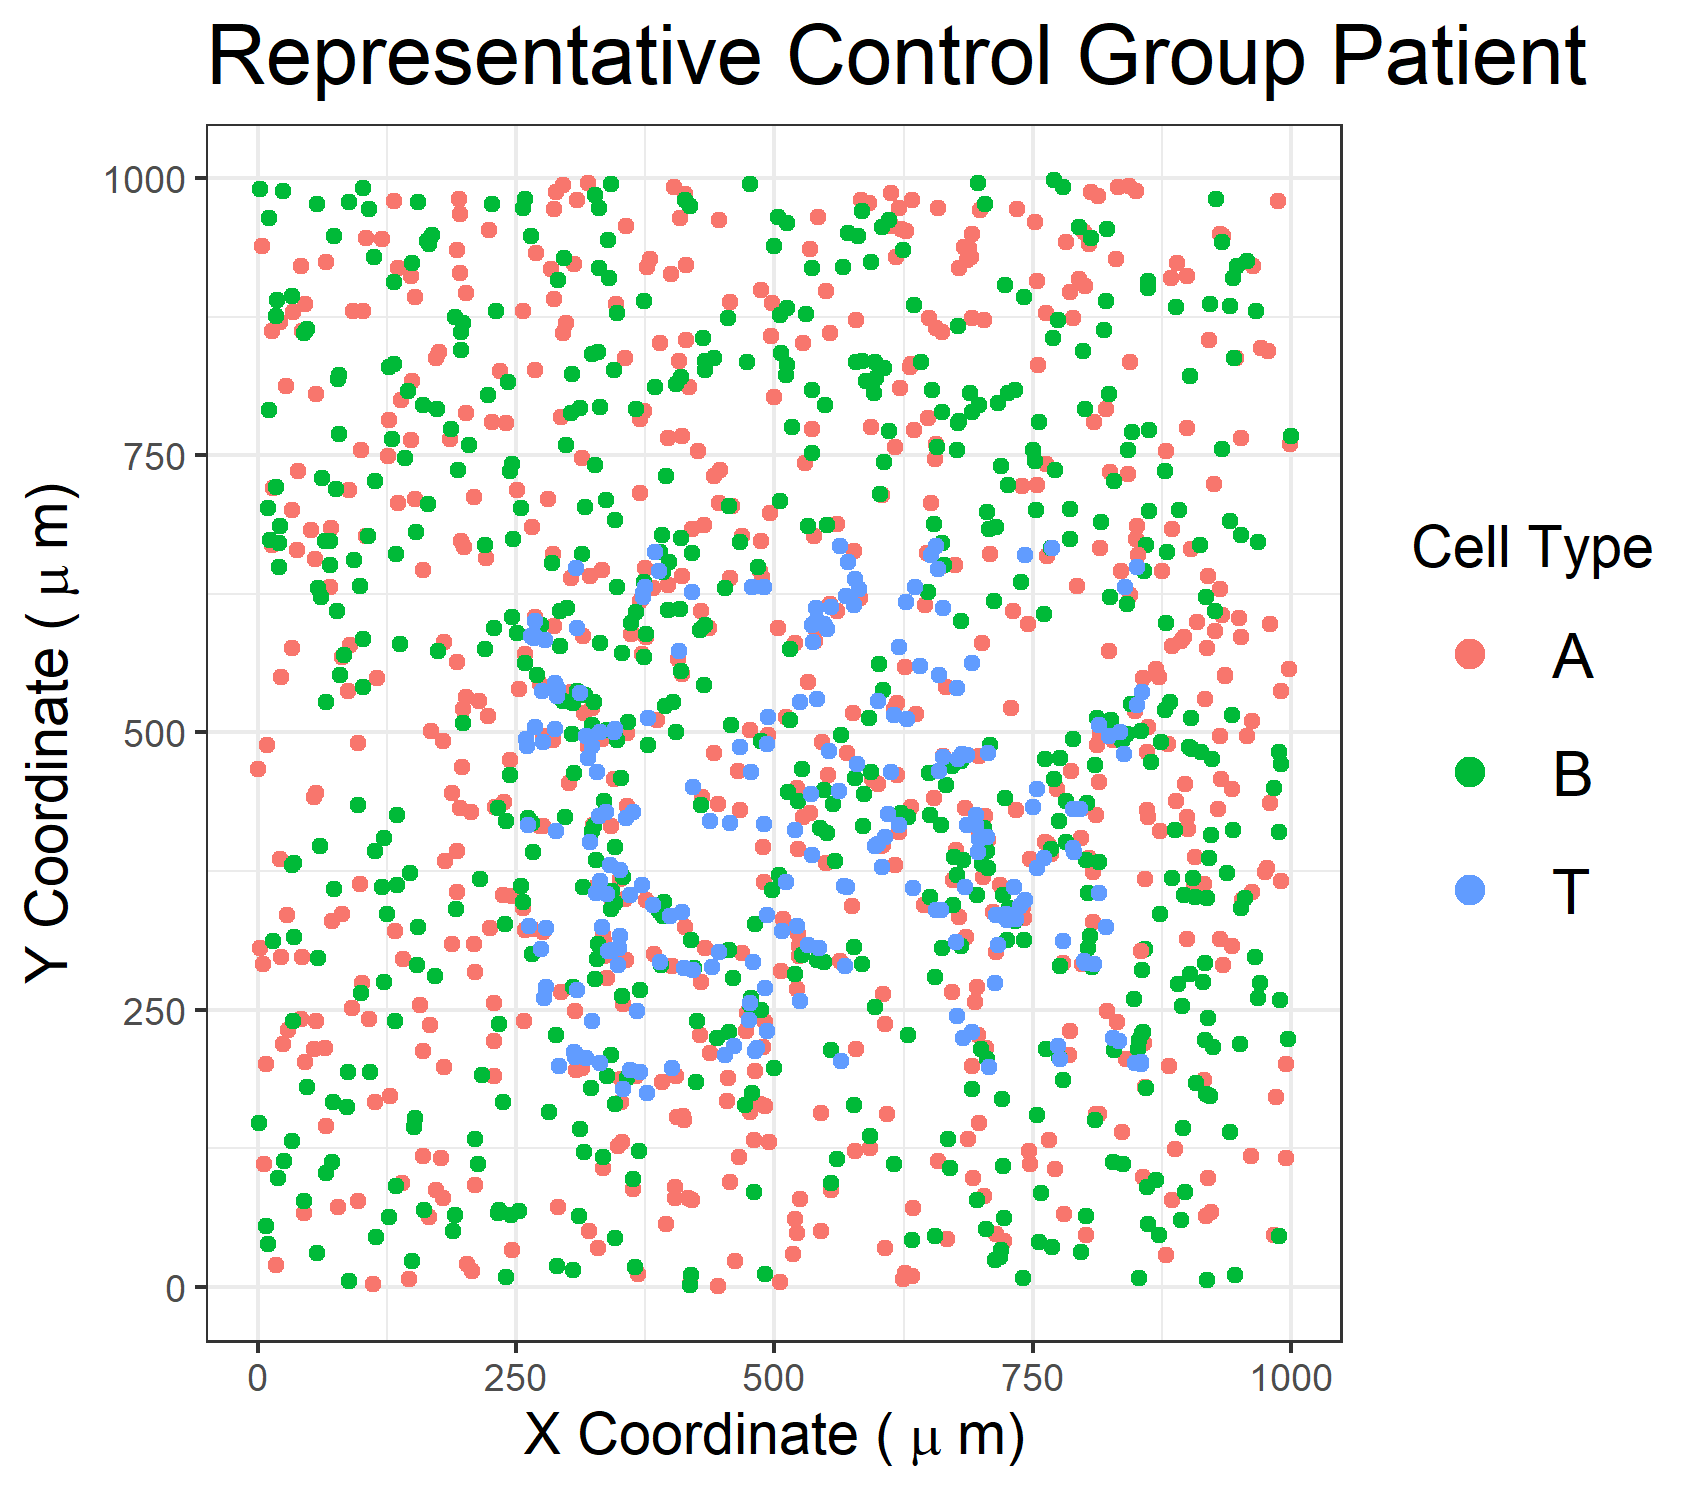 Representative Control Group Patient
Y Coordinate ( μ m)
1000
750
500
250
0
0 250 500 750 1000
X Coordinate ( μ m)
Cell Type
A
B
T